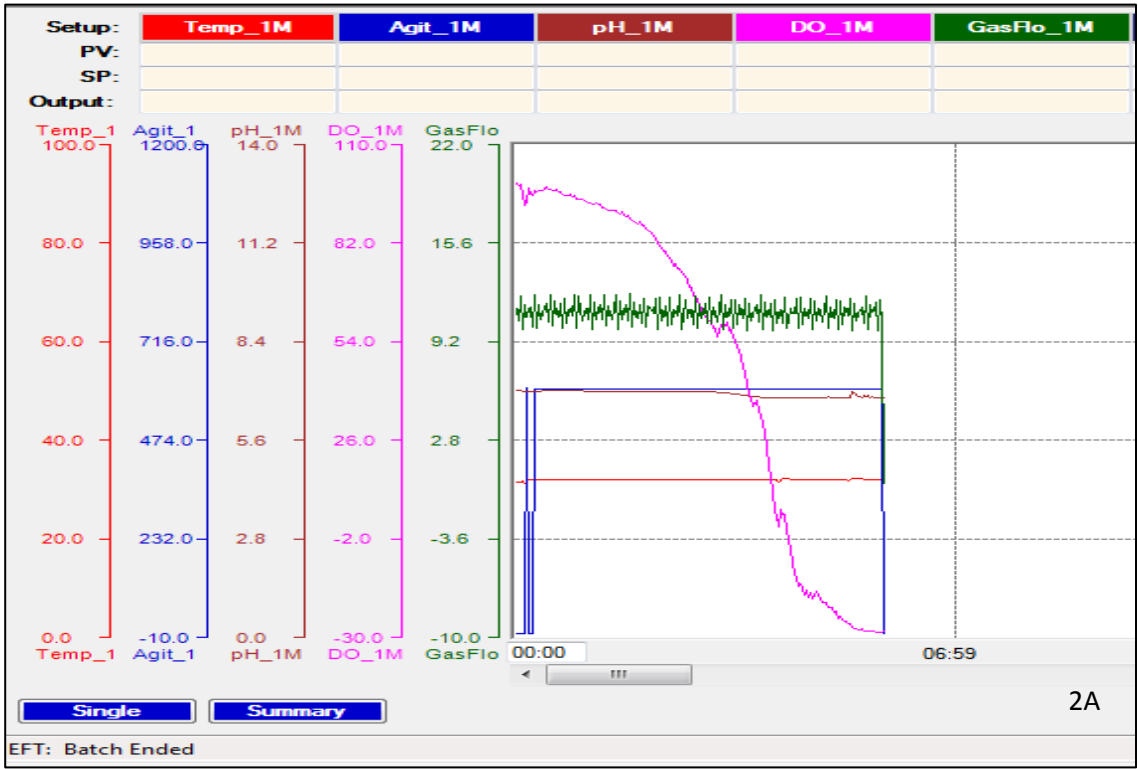 Setup: Temp_1M Agit_1M pH_1M DO_1M GasFlo_1M
PV:
SP:
Output:
Temp_1 Agit_1 pH_1M DO_1M GasFlo
100.0 1200.0 14.0 110.0 22.0
80.0 958.0 11.2 82.0 15.6
60.0 716.0 8.4 54.0 9.2
40.0 474.0 5.6 26.0 2.8
20.0 232.0 2.8 -2.0 -3.6
0.0 -10.0 0.0 -30.0 -10.0
Temp_1 Agit_1 pH_1M DO_1M GasFlo 00:00 06:59
Single Summary 2A
EFT: Batch Ended